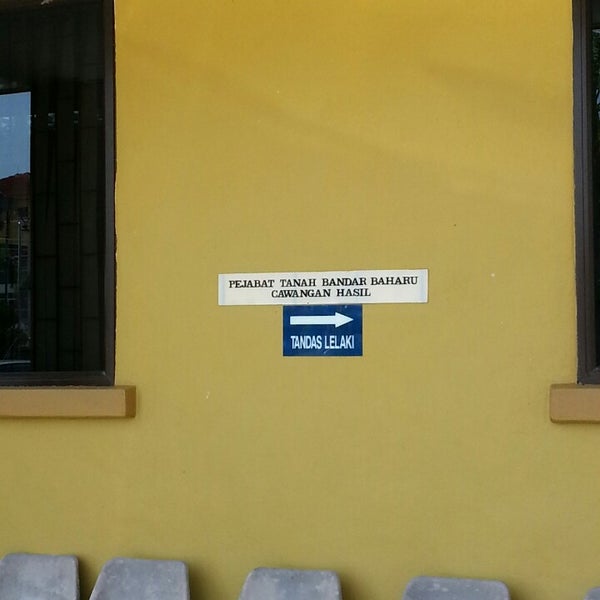 PEJABAT TANAH BANDAR BAHARU
CAWANGAN HASIL
TANDAS LELAKI